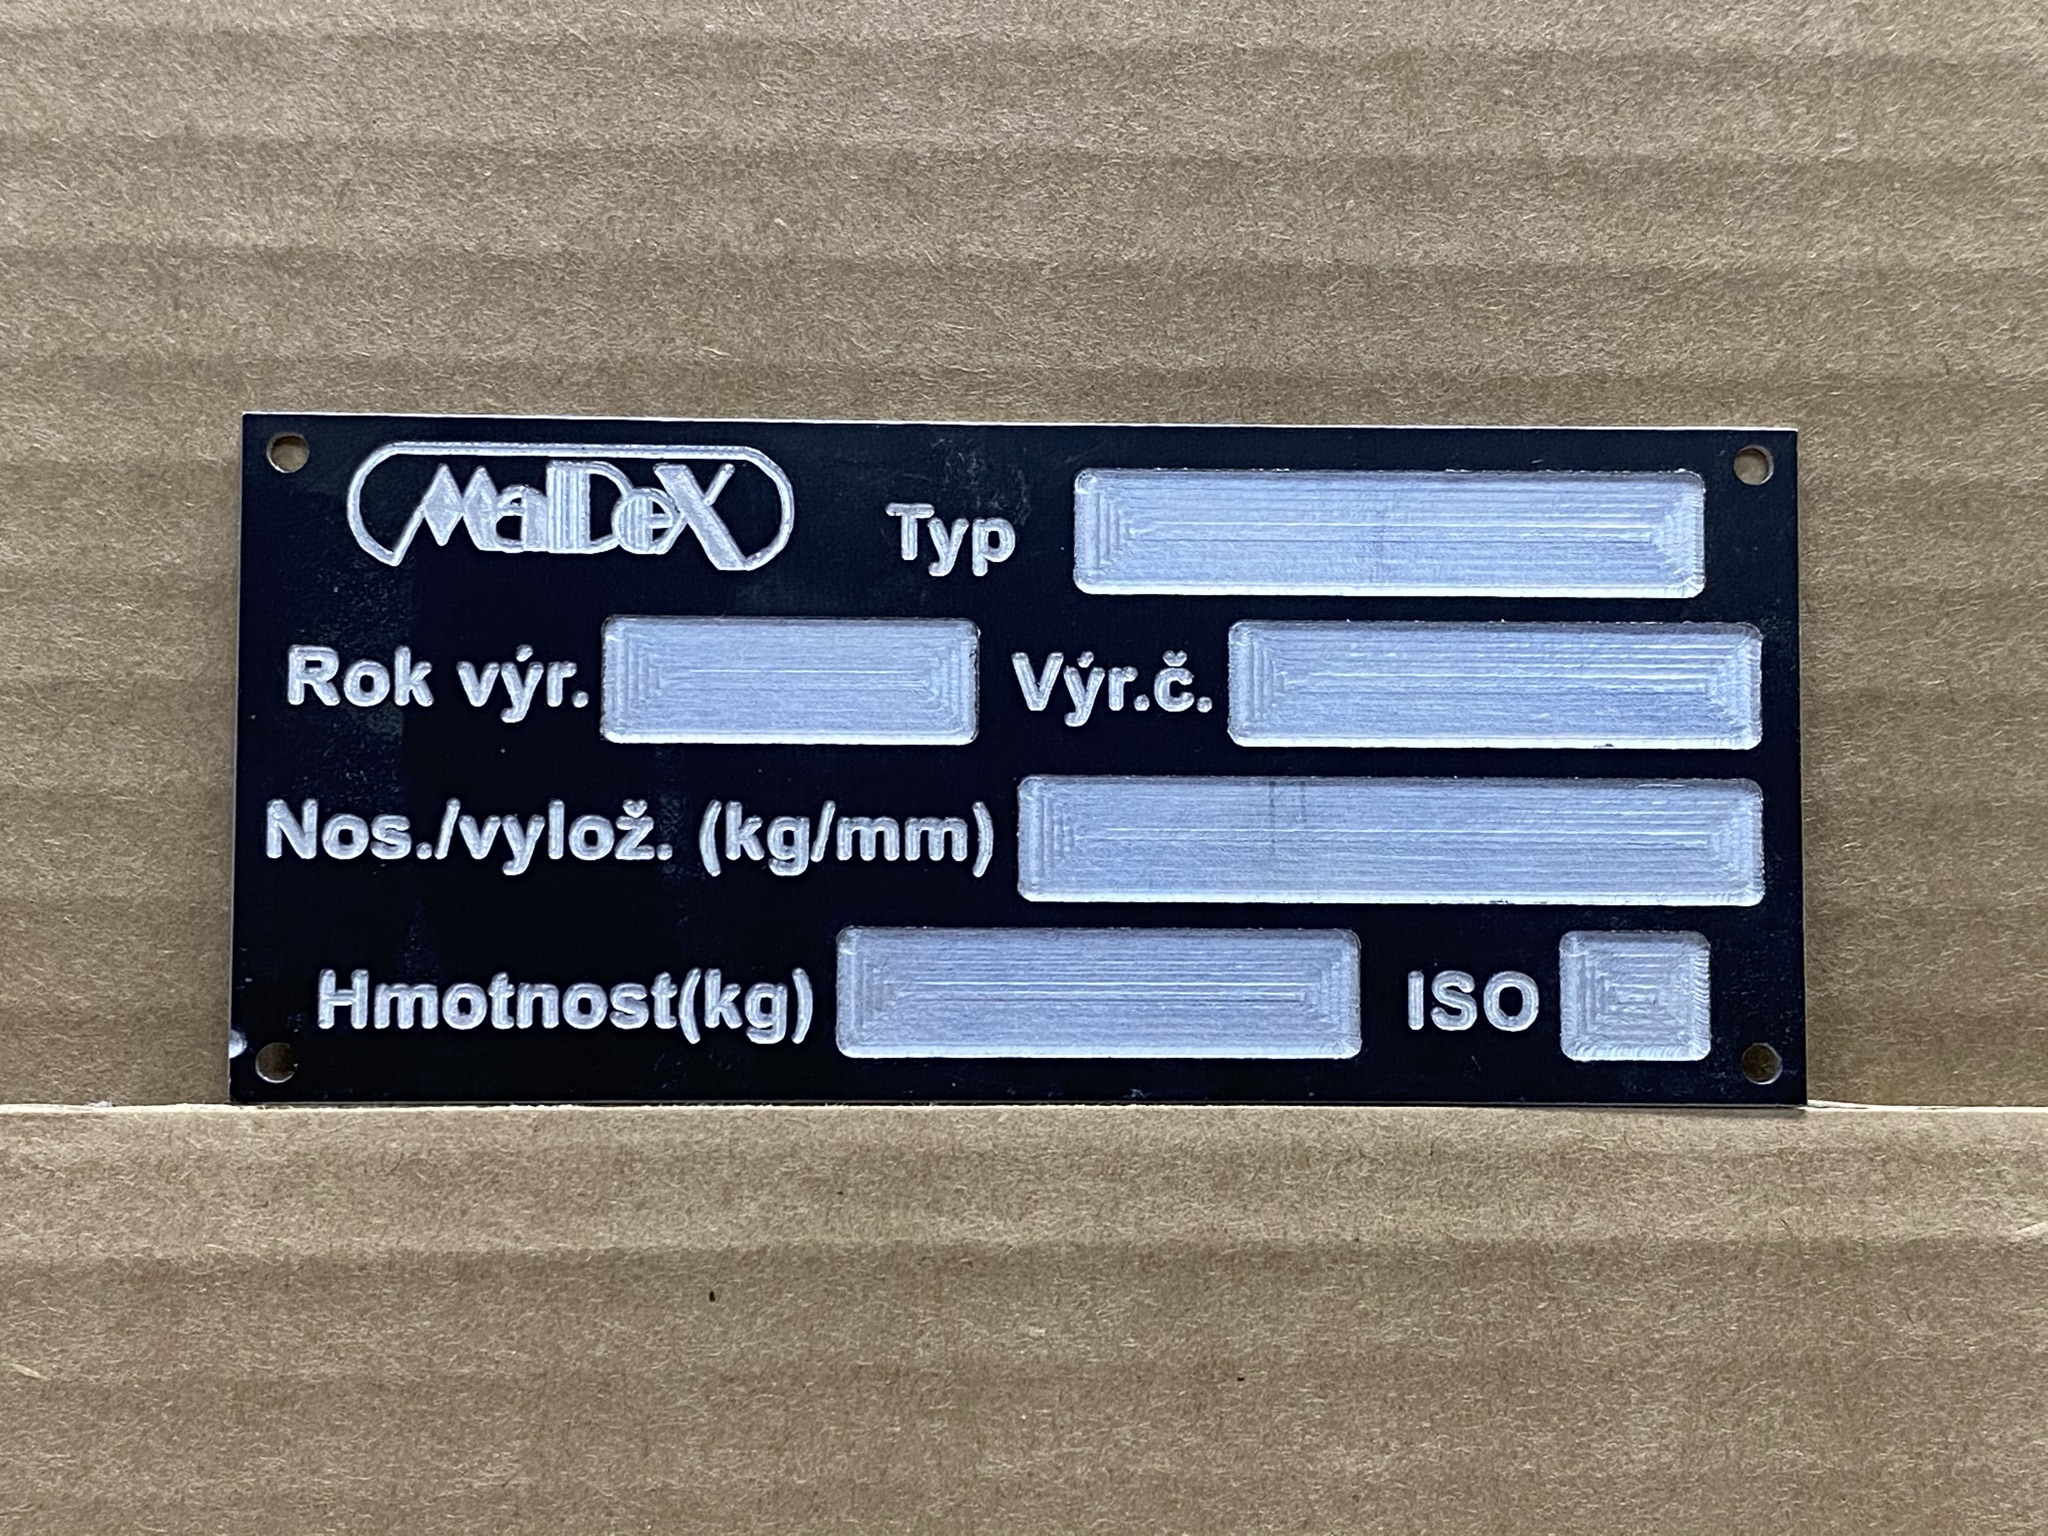 MalDeX
Typ
Rok výr. Výr.č.
Nos./vylož. (kg/mm)
Hmotnost(kg) ISO